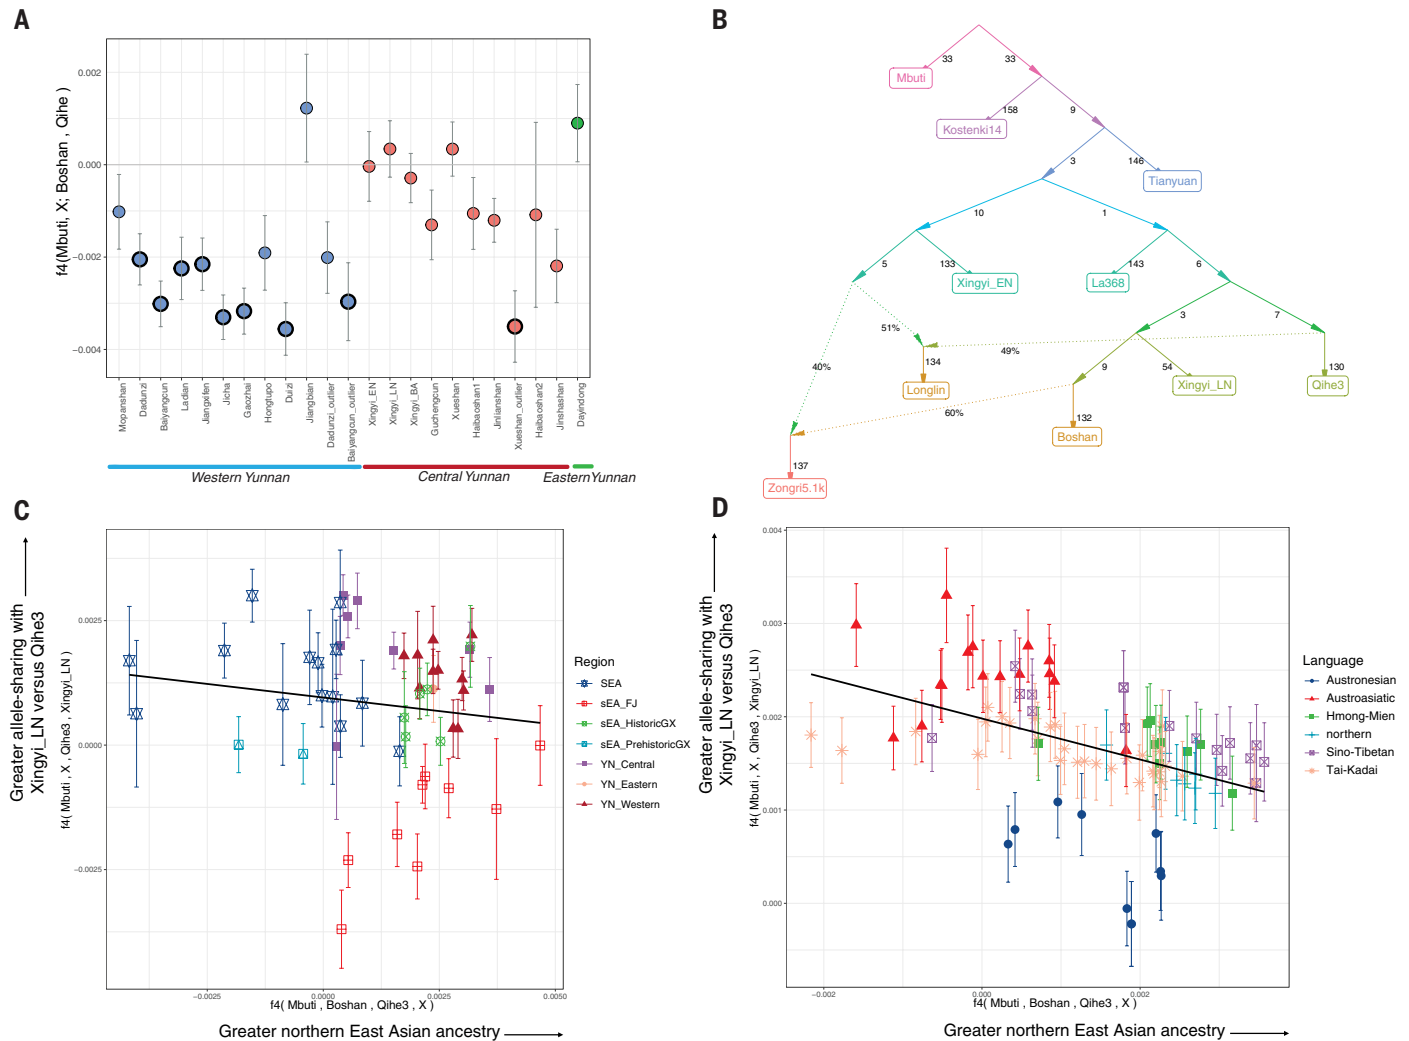 A
f4(Mbuti, X; Boshan , Qihe )
0.002
0.000
−0.002
−0.004
Mopanshan
Dadunzi
Baiyangcun
Ladian
Jiangxifen
Jicha
Gaozhai
Hongtupo
Duizi
Jiangbian
Dadunzi_outlier
Baiyangcun_outlier
Xingyi_EN
Xingyi_LN
Xingyi_BA
Guchengcun
Xueshan
Haibaoshan1
Jinlianshan
Xueshan_outlier
Haibaoshan2
Jinshashan
Dayindong
Western Yunnan
Central Yunnan
EasternYunnan
B
33
33
Mbuti
158
9
Kostenki14
3
146
Tianyuan
10
1
5
133
143
6
Xingyi_EN
La368
51%
3
7
40%
49%
134
9
54
130
Longlin
Xingyi_LN
Qihe3
60%
132
Boshan
137
Zongri5.1k
C
Greater allele-sharing with
Xingyi_LN versus Qihe3
f4( Mbuti , X , Qihe3 , Xingyi_LN )
0.0025
0.0000
−0.0025
−0.0025
0.0000
0.0025
0.0050
f4( Mbuti , Boshan , Qihe3 , X )
Greater northern East Asian ancestry
Region
SEA
sEA_FJ
sEA_HistoricGX
sEA_PrehistoricGX
YN_Central
YN_Eastern
YN_Western
D
Greater allele-sharing with
Xingyi_LN versus Qihe3
f4( Mbuti , X , Qihe3 , Xingyi_LN )
0.004
0.003
0.002
0.001
0.000
−0.002
0.000
0.002
f4( Mbuti , Boshan , Qihe3 , X )
Greater northern East Asian ancestry
Language
Austronesian
Austroasiatic
Hmong-Mien
northern
Sino-Tibetan
Tai-Kadai